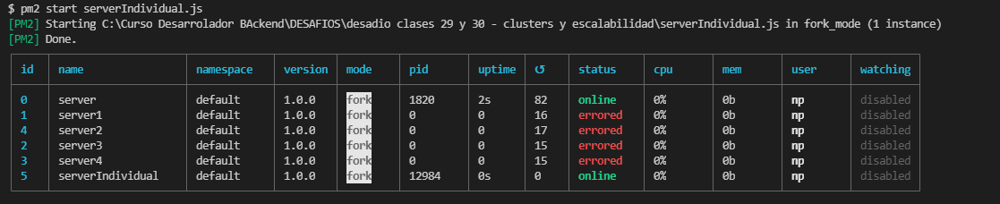 $ pm2 start serverIndividual.js
[PM2] Starting C:\Curso Desarrolador BAckend\DESAFIOS\desadio clases 29 y 30 - clusters y escalabilidad\serverIndividual.js in fork_mode (1 instance)
[PM2] Done.
id name namespace version mode pid uptime ↺ status cpu mem user watching
0 server default 1.0.0 fork 1820 2s 82 online 0% 0b np disabled
1 server1 default 1.0.0 fork 0 0 16 errored 0% 0b np disabled
4 server2 default 1.0.0 fork 0 0 17 errored 0% 0b np disabled
2 server3 default 1.0.0 fork 0 0 15 errored 0% 0b np disabled
3 server4 default 1.0.0 fork 0 0 15 errored 0% 0b np disabled
5 serverIndividual default 1.0.0 fork 12984 0s 0 online 0% 0b np disabled